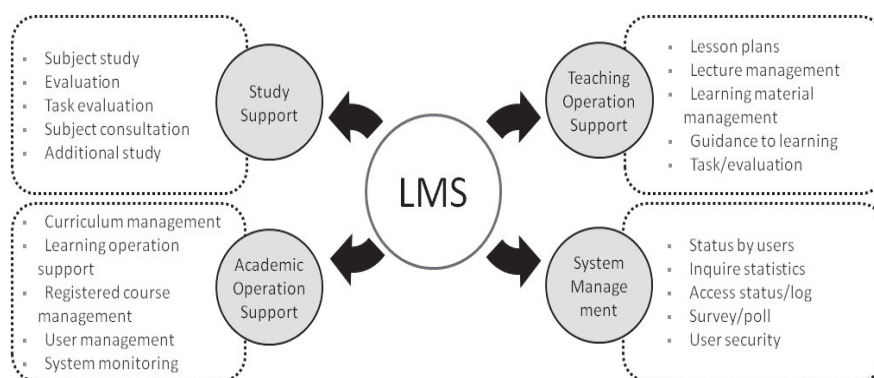 Subject study
Evaluation
Task evaluation
Subject consultation
Additional study
Study
Support
Teaching
Operation
Support
Lesson plans
Lecture management
Learning material
management
Guidance to learning
Task/evaluation
LMS
Curriculum management
Learning operation
support
Registered course
management
User management
System monitoring
Academic
Operation
Support
System
Manage
ment
Status by users
Inquire statistics
Access status/log
Survey/poll
User security